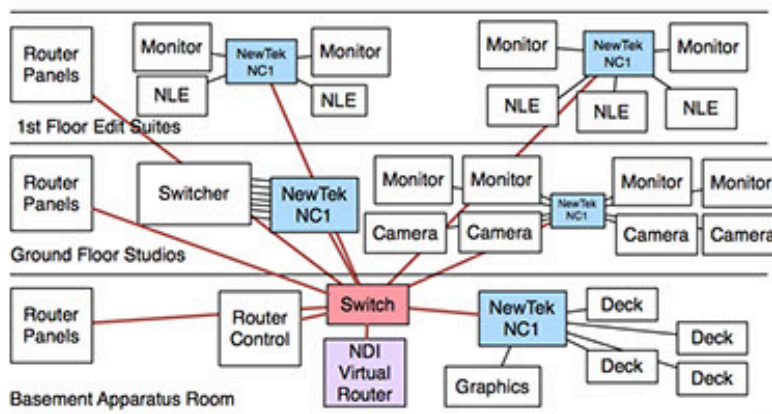 Router
Panels
Monitor
NewTek
NC1
Monitor
NLE
NLE
Monitor
NewTek
NC1
Monitor
NLE
NLE
NLE
1st Floor Edit Suites
Router
Panels
Switcher
NewTek
NC1
Monitor
Monitor
NewTek
NC1
Monitor
Monitor
Camera
Camera
Camera
Camera
Ground Floor Studios
Router
Panels
Router
Control
Switch
NDI
Virtual
Router
NewTek
NC1
Graphics
Deck
Deck
Deck
Deck
Basement Apparatus Room